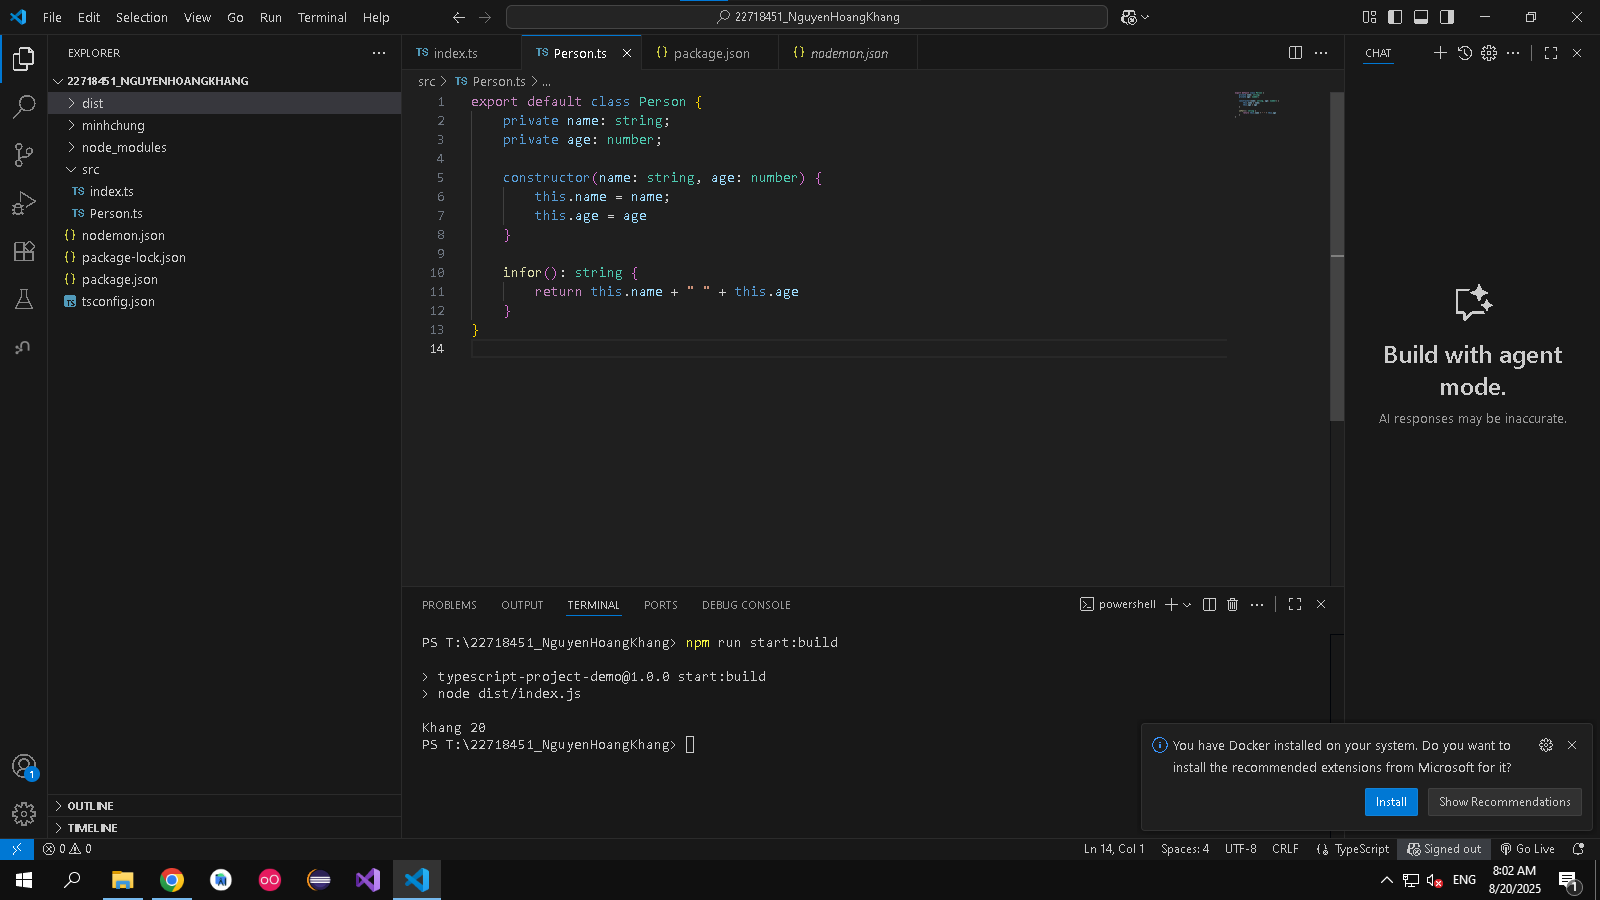 File Edit Selection View Go Run Terminal Help
22718451_NguyenHoangKhang
EXPLORER
22718451_NGUYENHOANGKHANG
dist
minhchung
node_modules
src
TS index.ts
TS Person.ts
{} nodemon.json
{} package-lock.json
{} package.json
TS tsconfig.json
OUTLINE
TIMELINE
TS index.ts
TS Person.ts
{} package.json
{} nodemon.json
src > TS Person.ts > ...
1 export default class Person {
2 private name: string;
3 private age: number;
4
5 constructor(name: string, age: number) {
6 this.name = name;
7 this.age = age
8 }
9
10 infor(): string {
11 return this.name + " " + this.age
12 }
13 }
14
PROBLEMS OUTPUT TERMINAL PORTS DEBUG CONSOLE
powershell
PS T:\22718451_NguyenHoangKhang> npm run start:build
> typescript-project-demo@1.0.0 start:build
> node dist/index.js
Khang 20
PS T:\22718451_NguyenHoangKhang>
CHAT
Build with agent
mode.
AI responses may be inaccurate.
You have Docker installed on your system. Do you want to
install the recommended extensions from Microsoft for it?
Install
Show Recommendations
1
0 0
Ln 14, Col 1 Spaces: 4 UTF-8 CRLF {} TypeScript Signed out Go Live
ENG
8:02 AM
8/20/2025
1